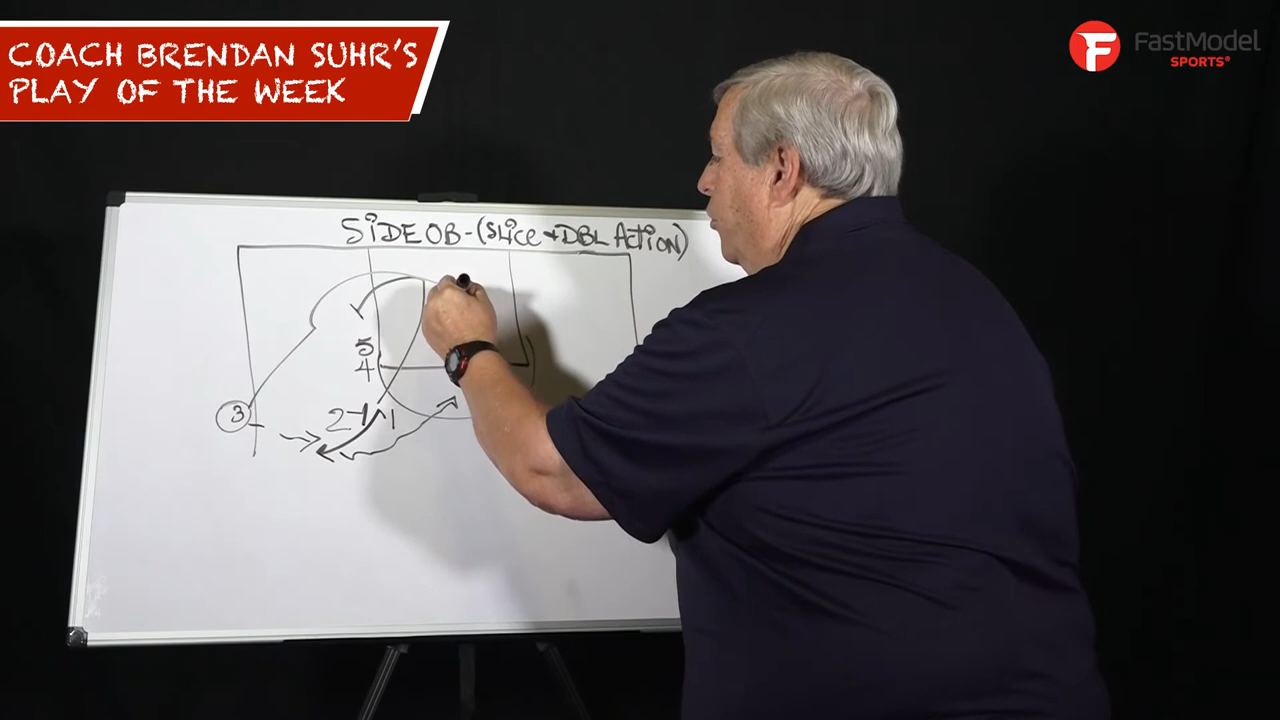 COACH BRENDAN SUHR'S
PLAY OF THE WEEK
FastModel
SPORTS
SIDE OB - (SLICE + DBL ACTION)
5
4
3
2
1